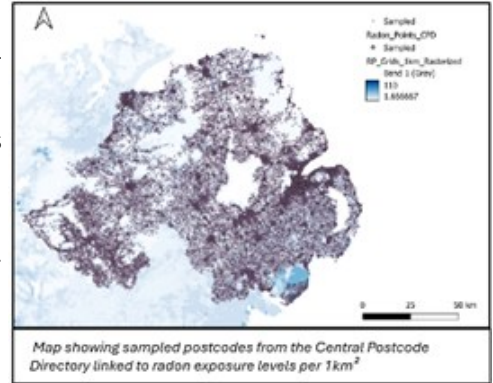 Sampled
Radon_Points_CPD
Sampled
RP_Grids_1km_Rasterized
Band 1 (Gray)
110
1.666667
0 25 50 km
Map showing sampled postcodes from the Central Postcode
Directory linked to radon exposure levels per 1km²